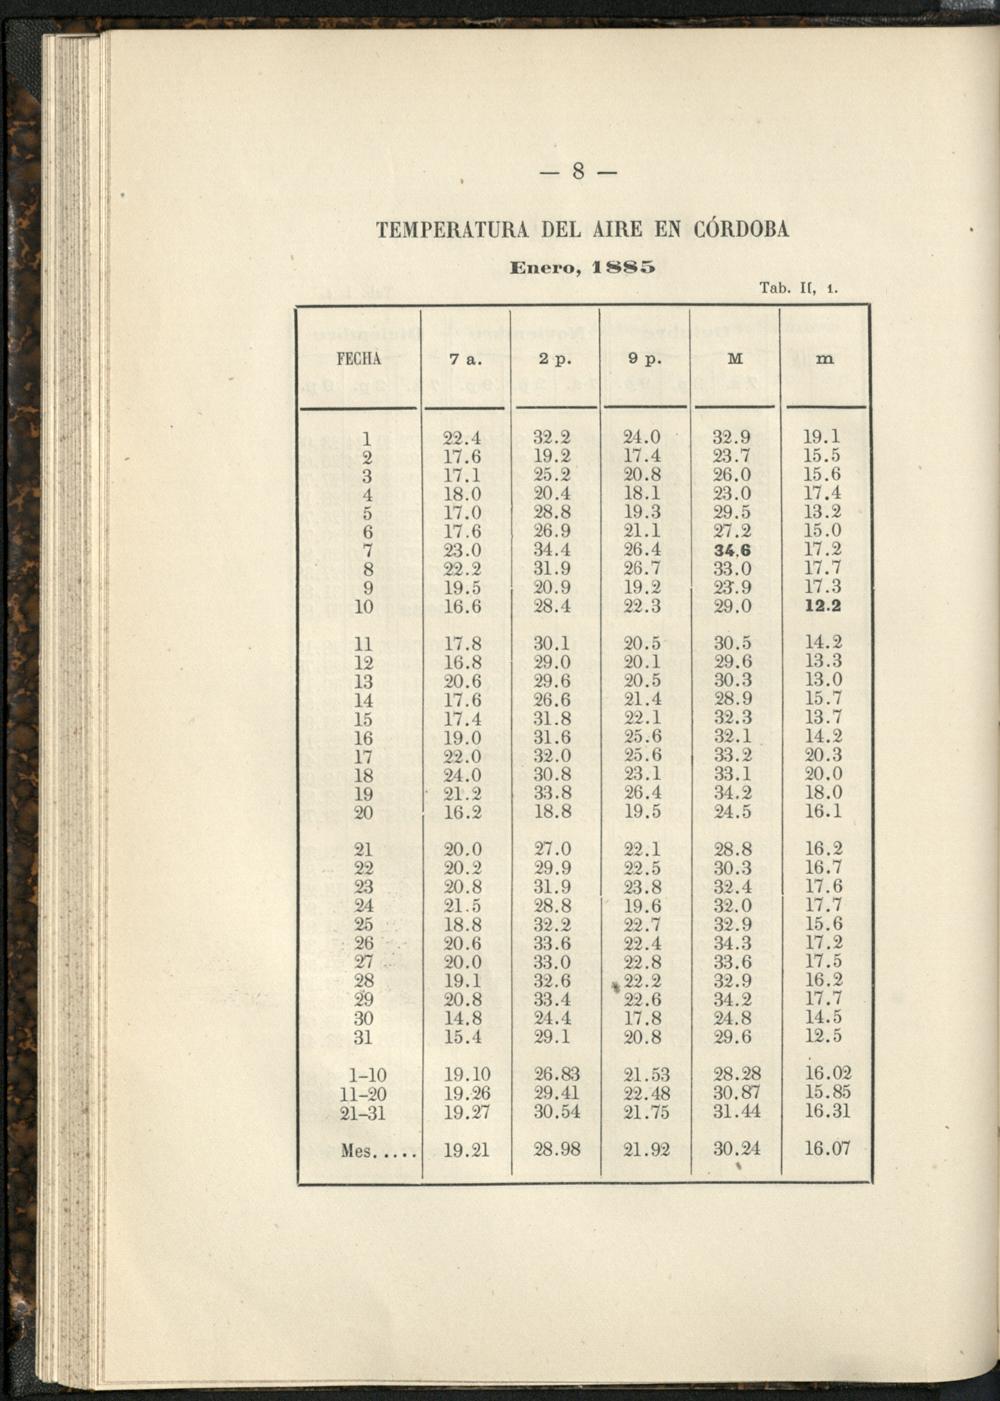 — 8 —
TEMPERATURA DEL AIRE EN CÓRDOBA
Enero, 1885
Tab. II, 1.
FECHA 7 a. 2 p. 9 p. M m
1 22.4 32.2 24.0 32.9 19.1
2 17.6 19.2 17.4 23.7 15.5
3 17.1 25.2 20.8 26.0 15.6
4 18.0 20.4 18.1 23.0 17.4
5 17.0 28.8 19.3 29.5 13.2
6 17.6 26.9 21.1 27.2 15.0
7 23.0 34.4 26.4 34.6 17.2
8 22.2 31.9 26.7 33.0 17.7
9 19.5 20.9 19.2 23.9 17.3
10 16.6 28.4 22.3 29.0 12.2
11 17.8 30.1 20.5 30.5 14.2
12 16.8 29.0 20.1 29.6 13.3
13 20.6 29.6 20.5 30.3 13.0
14 17.6 26.6 21.4 28.9 15.7
15 17.4 31.8 22.1 32.3 13.7
16 19.0 31.6 25.6 32.1 14.2
17 22.0 32.0 25.6 33.2 20.3
18 24.0 30.8 23.1 33.1 20.0
19 21.2 33.8 26.4 34.2 18.0
20 16.2 18.8 19.5 24.5 16.1
21 20.0 27.0 22.1 28.8 16.2
22 20.2 29.9 22.5 30.3 16.7
23 20.8 31.9 23.8 32.4 17.6
24 21.5 28.8 19.6 32.0 17.7
25 18.8 32.2 22.7 32.9 15.6
26 20.6 33.6 22.4 34.3 17.2
27 20.0 33.0 22.8 33.6 17.5
28 19.1 32.6 22.2 32.9 16.2
29 20.8 33.4 22.6 34.2 17.7
30 14.8 24.4 17.8 24.8 14.5
31 15.4 29.1 20.8 29.6 12.5
1-10 19.10 26.83 21.53 28.28 16.02
11-20 19.26 29.41 22.48 30.87 15.85
21-31 19.27 30.54 21.75 31.44 16.31
Mes..... 19.21 28.98 21.92 30.24 16.07